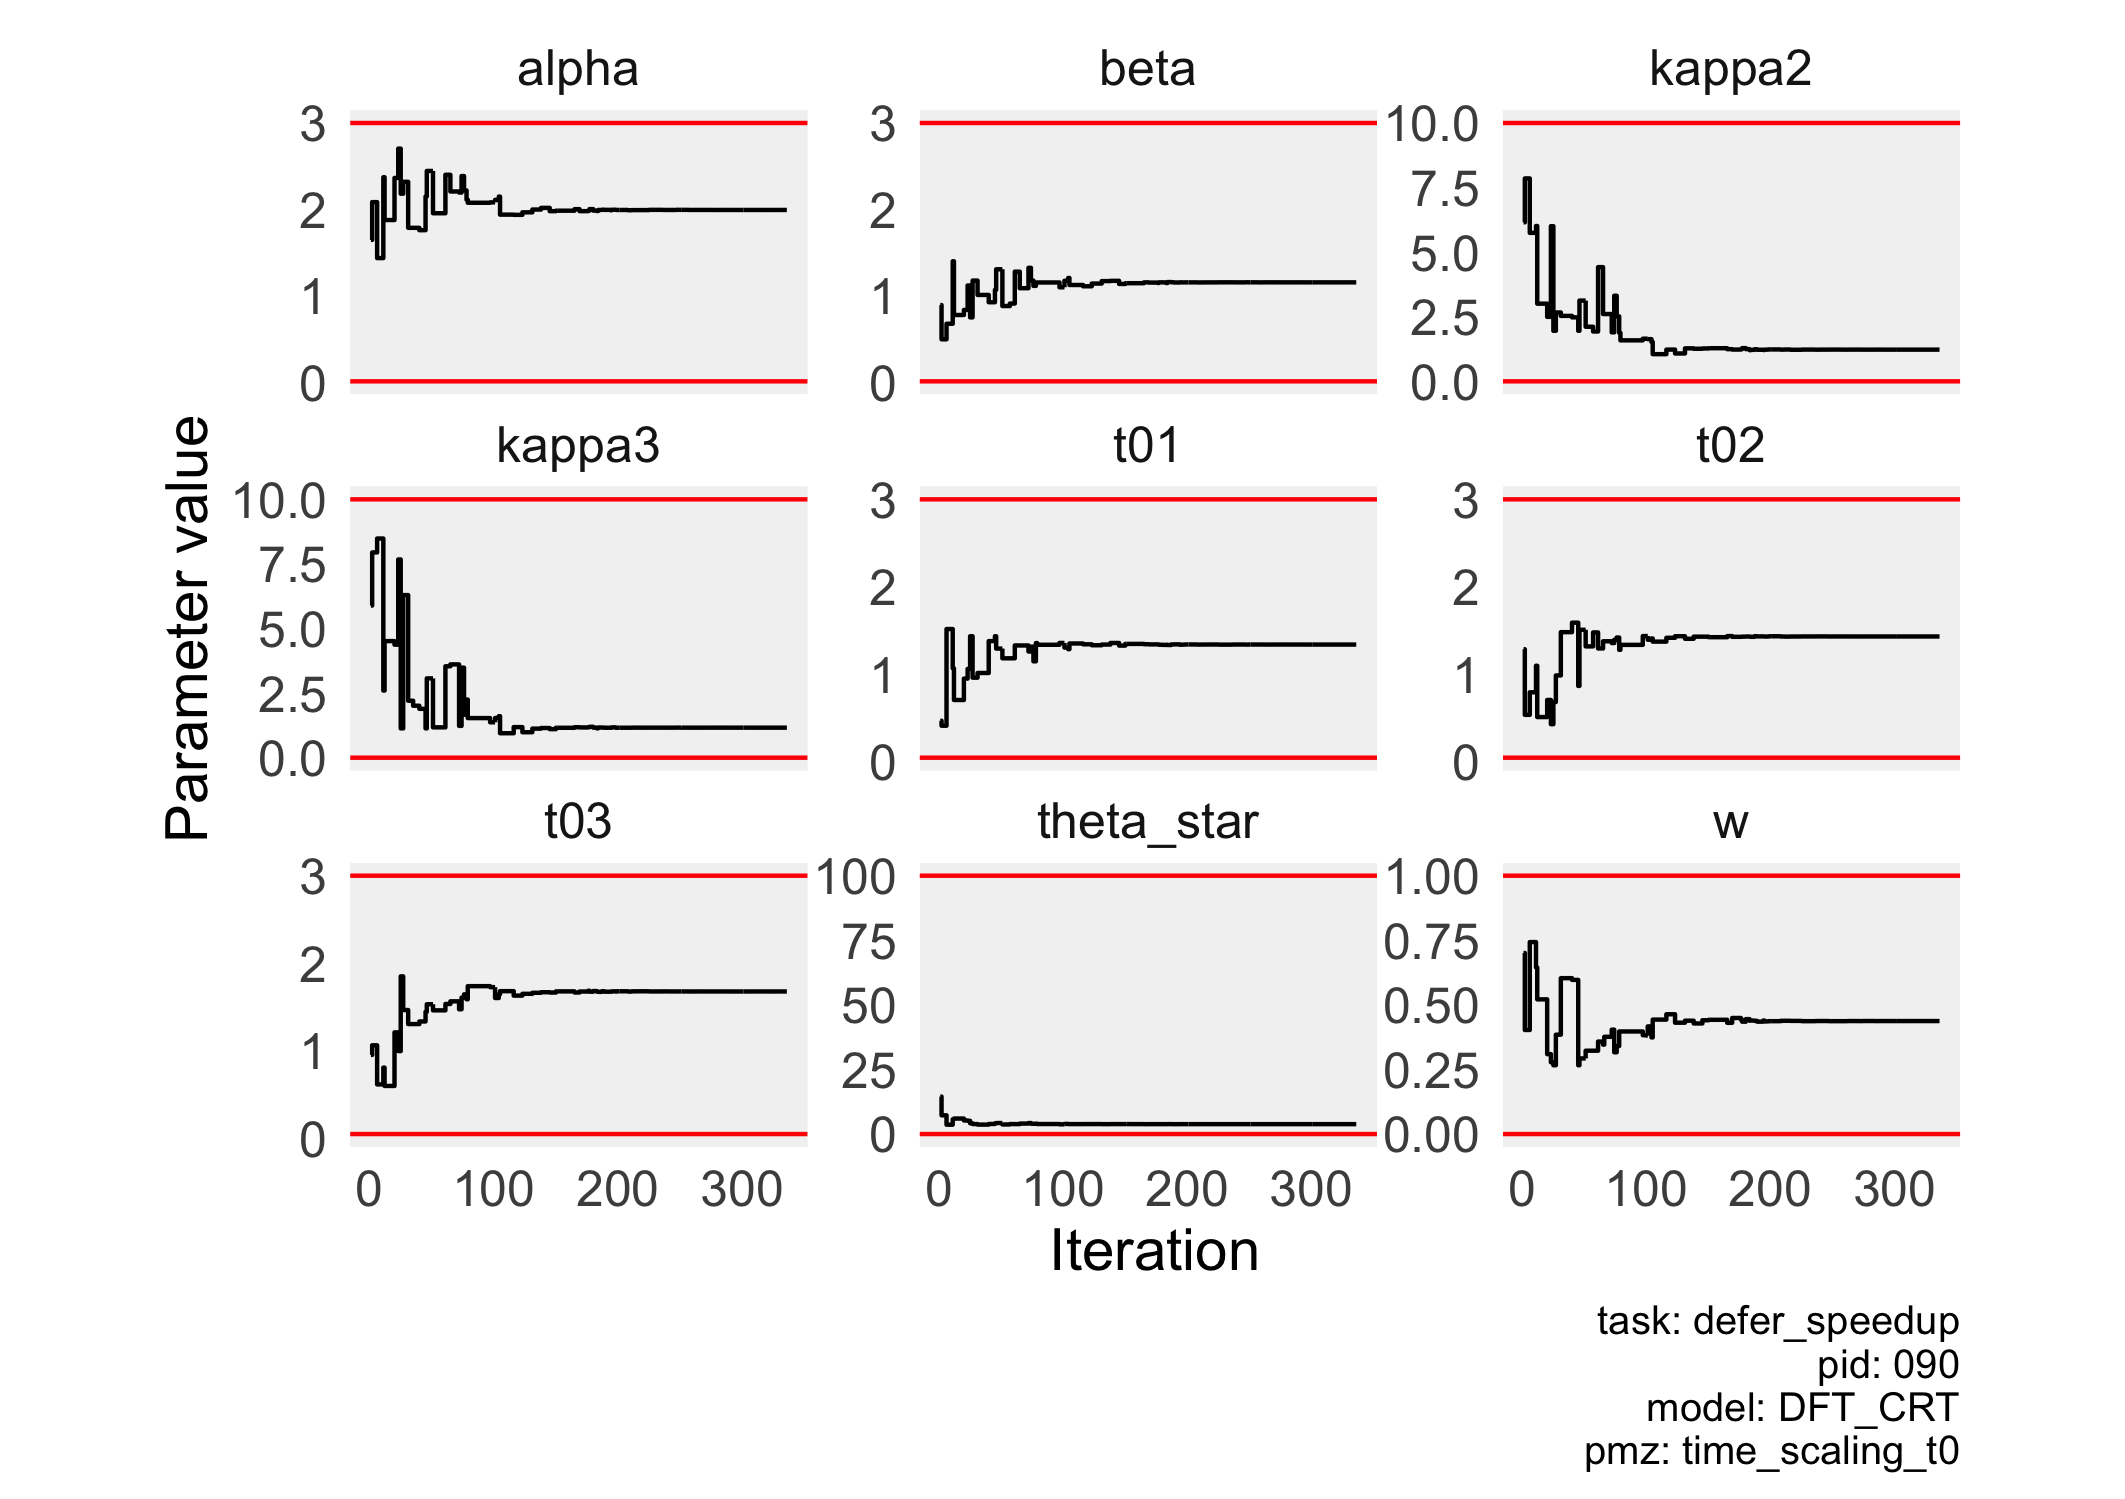 alpha beta kappa2
3 3 10.0
2 2 7.5
5.0
1 1 2.5
0 0 0.0
kappa3 t01 t02
10.0 3 3
7.5 2 2
5.0
2.5 1 1
0.0 0 0
t03 theta_star w
3 100 1.00
2 75 0.75
50 0.50
1 25 0.25
0 0 0.00
0 100 200 300 0 100 200 300 0 100 200 300
Parameter value
Iteration
task: defer_speedup
pid: 090
model: DFT_CRT
pmz: time_scaling_t0